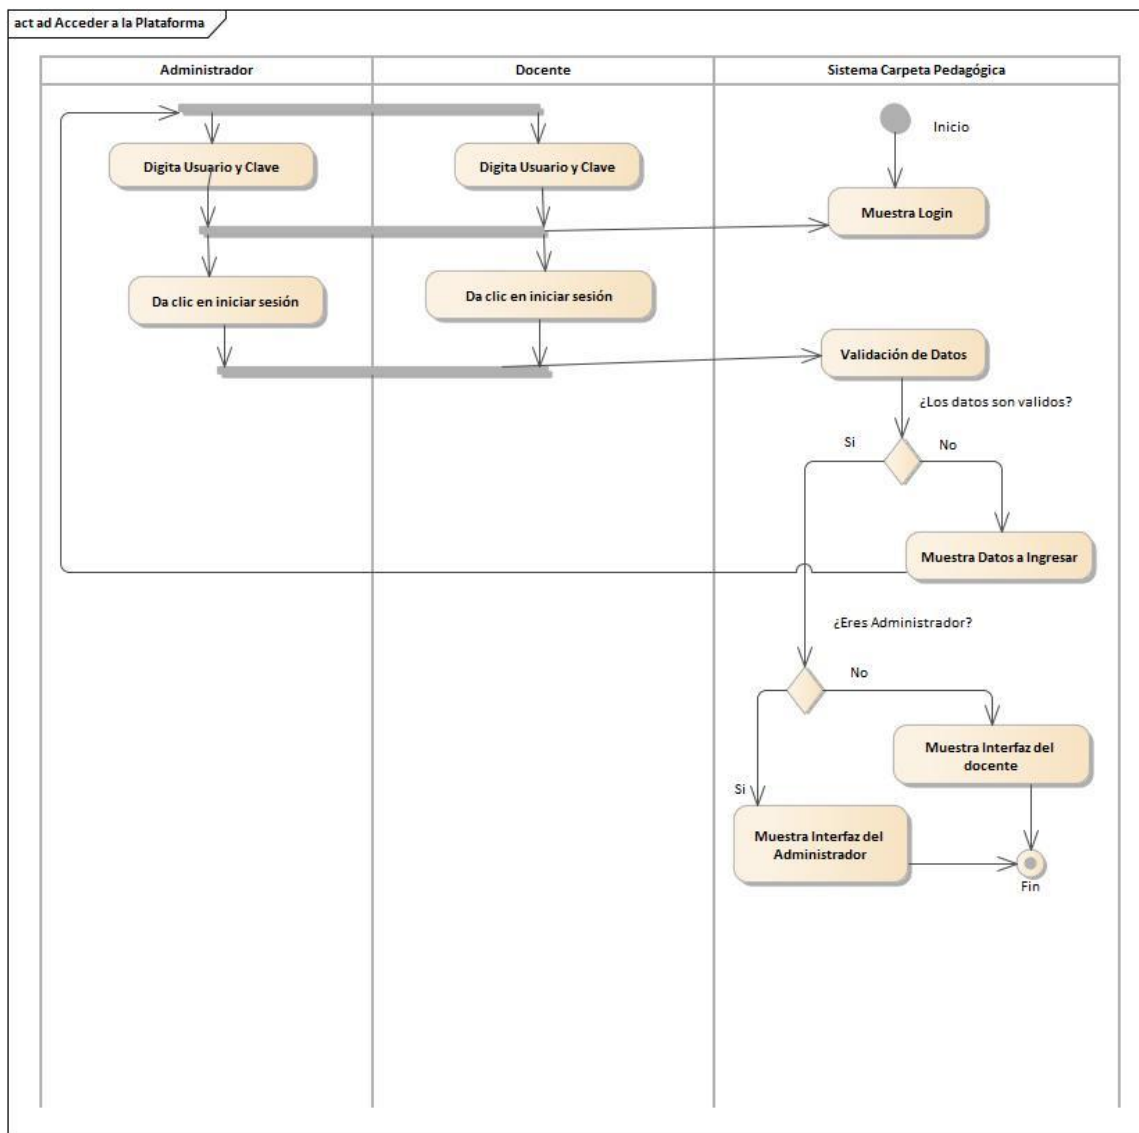 act ad Acceder a la Plataforma
Administrador
Docente
Sistema Carpeta Pedagógica
Inicio
Digita Usuario y Clave
Digita Usuario y Clave
Muestra Login
Da clic en iniciar sesión
Da clic en iniciar sesión
Validación de Datos
¿Los datos son validos?
Si
No
Muestra Datos a Ingresar
¿Eres Administrador?
No
Muestra Interfaz del
docente
Si
Muestra Interfaz del
Administrador
Fin